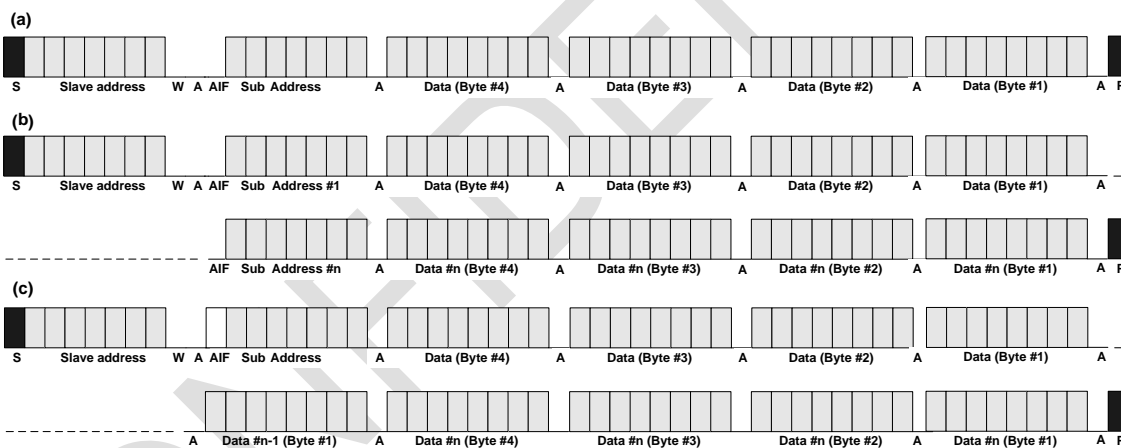 (a)
S Slave address W A AIF Sub Address A Data (Byte #4) A Data (Byte #3) A Data (Byte #2) A Data (Byte #1) A
(b)
S Slave address W A AIF Sub Address #1 A Data (Byte #4) A Data (Byte #3) A Data (Byte #2) A Data (Byte #1) A
AIF Sub Address #n A Data #n (Byte #4) A Data #n (Byte #3) A Data #n (Byte #2) A Data #n (Byte #1) A
(c)
S Slave address W A AIF Sub Address A Data (Byte #4) A Data (Byte #3) A Data (Byte #2) A Data (Byte #1) A
A Data #n-1 (Byte #1) A Data #n (Byte #4) A Data #n (Byte #3) A Data #n (Byte #2) A Data #n (Byte #1) A